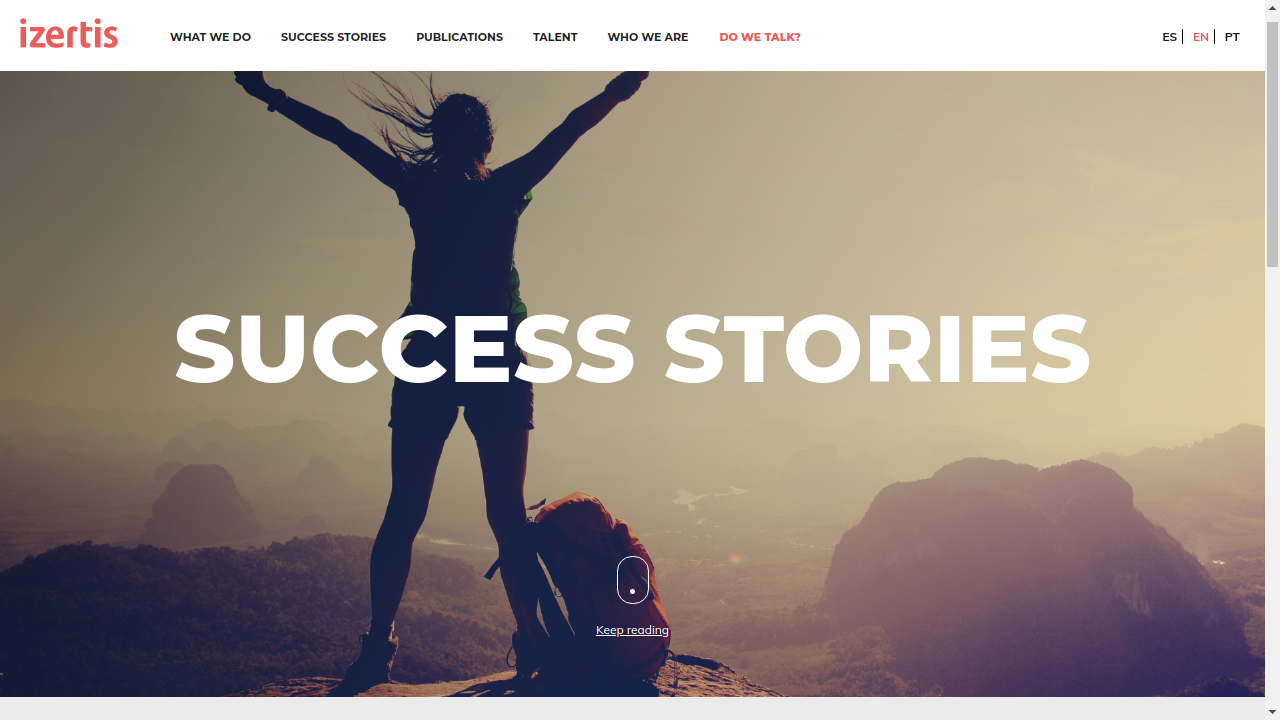 izertis
WHAT WE DO
SUCCESS STORIES
PUBLICATIONS
TALENT
WHO WE ARE
DO WE TALK?
ES
EN
PT
SUCCESS STORIES
Keep reading